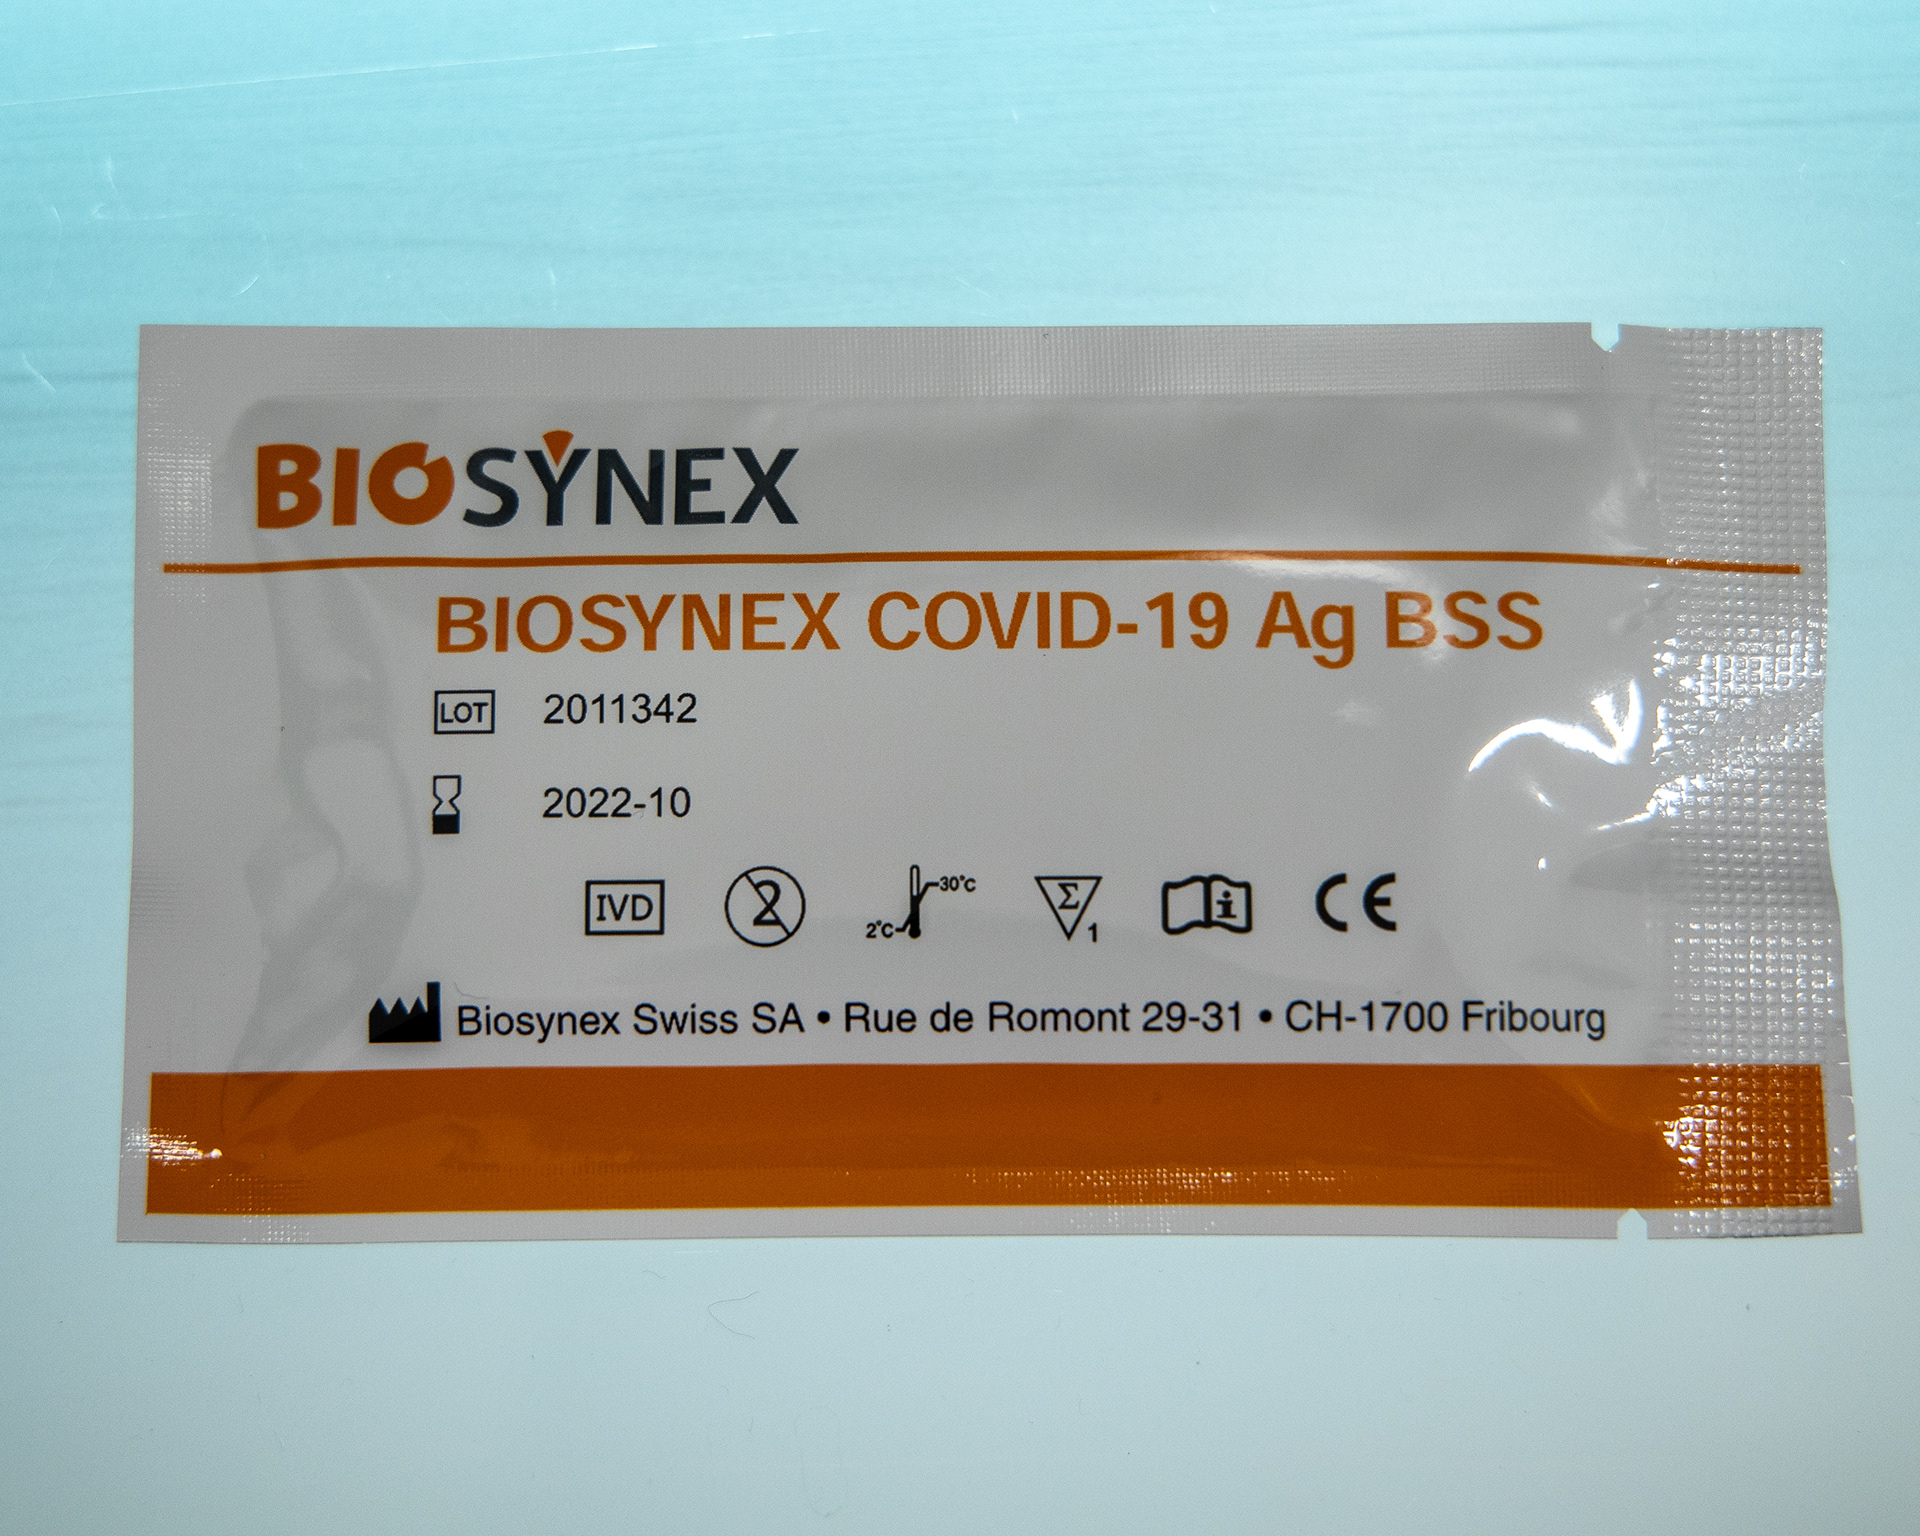 BIOSYNEX
BIOSYNEX COVID-19 Ag BSS
LOT 2011342
2022-10
IVD 2 2°C 30°C Σ 1 i CE
Biosynex Swiss SA • Rue de Romont 29-31 • CH-1700 Fribourg